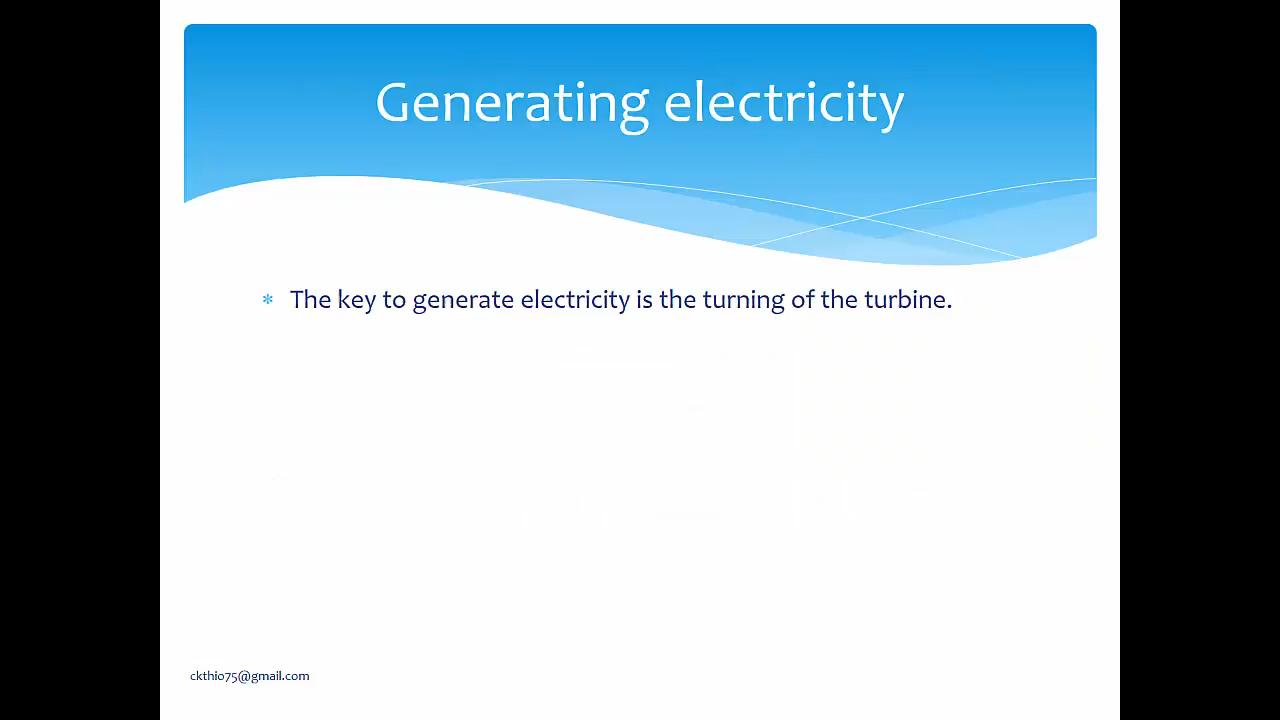 Generating electricity
* The key to generate electricity is the turning of the turbine.
ckthio75@gmail.com